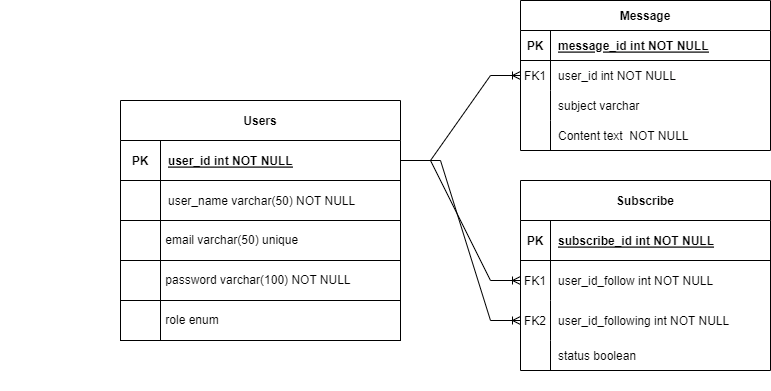 Message
PK message_id int NOT NULL
FK1 user_id int NOT NULL
subject varchar
Content text  NOT NULL
Users
PK user_id int NOT NULL
user_name varchar(50) NOT NULL
email varchar(50) unique
password varchar(100) NOT NULL
role enum
Subscribe
PK subscribe_id int NOT NULL
FK1 user_id_follow int NOT NULL
FK2 user_id_following int NOT NULL
status boolean